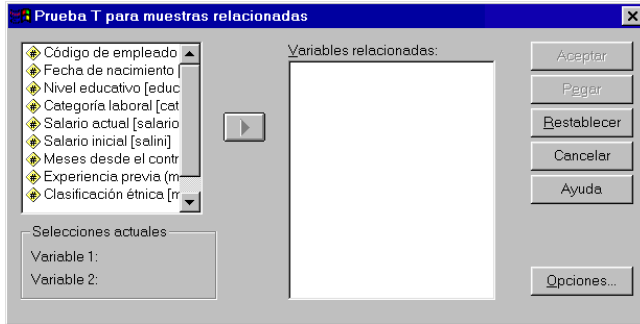 Prueba T para muestras relacionadas
Código de empleado
Fecha de nacimiento [
Nivel educativo [educ
Categoría laboral [cat
Salario actual [salario
Salario inicial [salini]
Meses desde el contr
Experiencia previa (m
Clasificación étnica [m
Variables relacionadas:
Aceptar
Pegar
Restablecer
Cancelar
Ayuda
Selecciones actuales
Variable 1:
Variable 2:
Opciones...